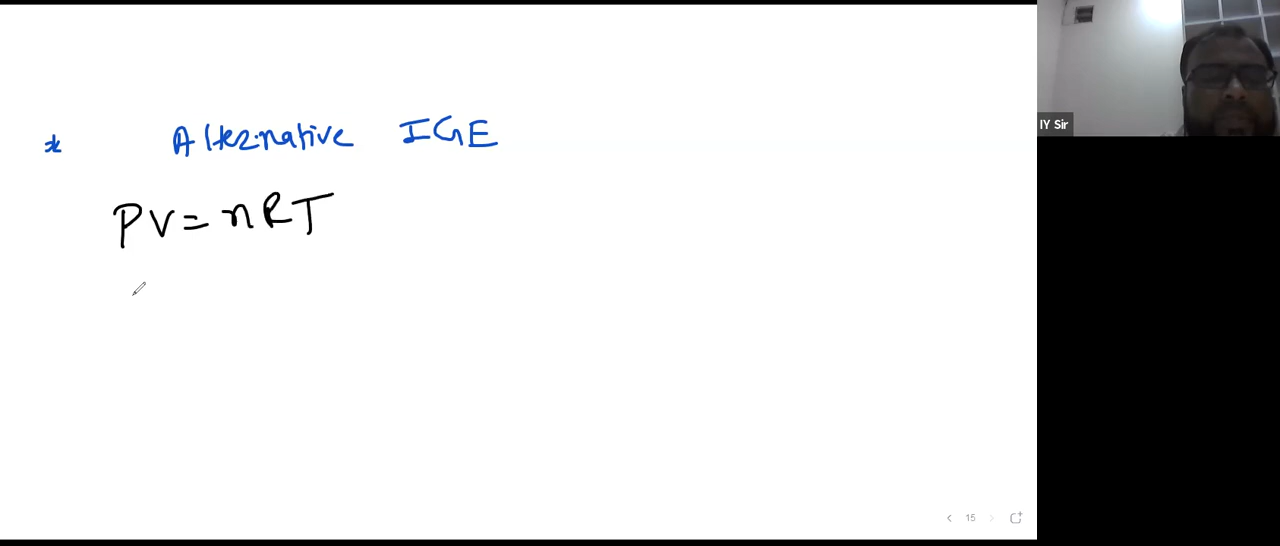 * Alternative IGE
PV = nRT
IY Sir
15